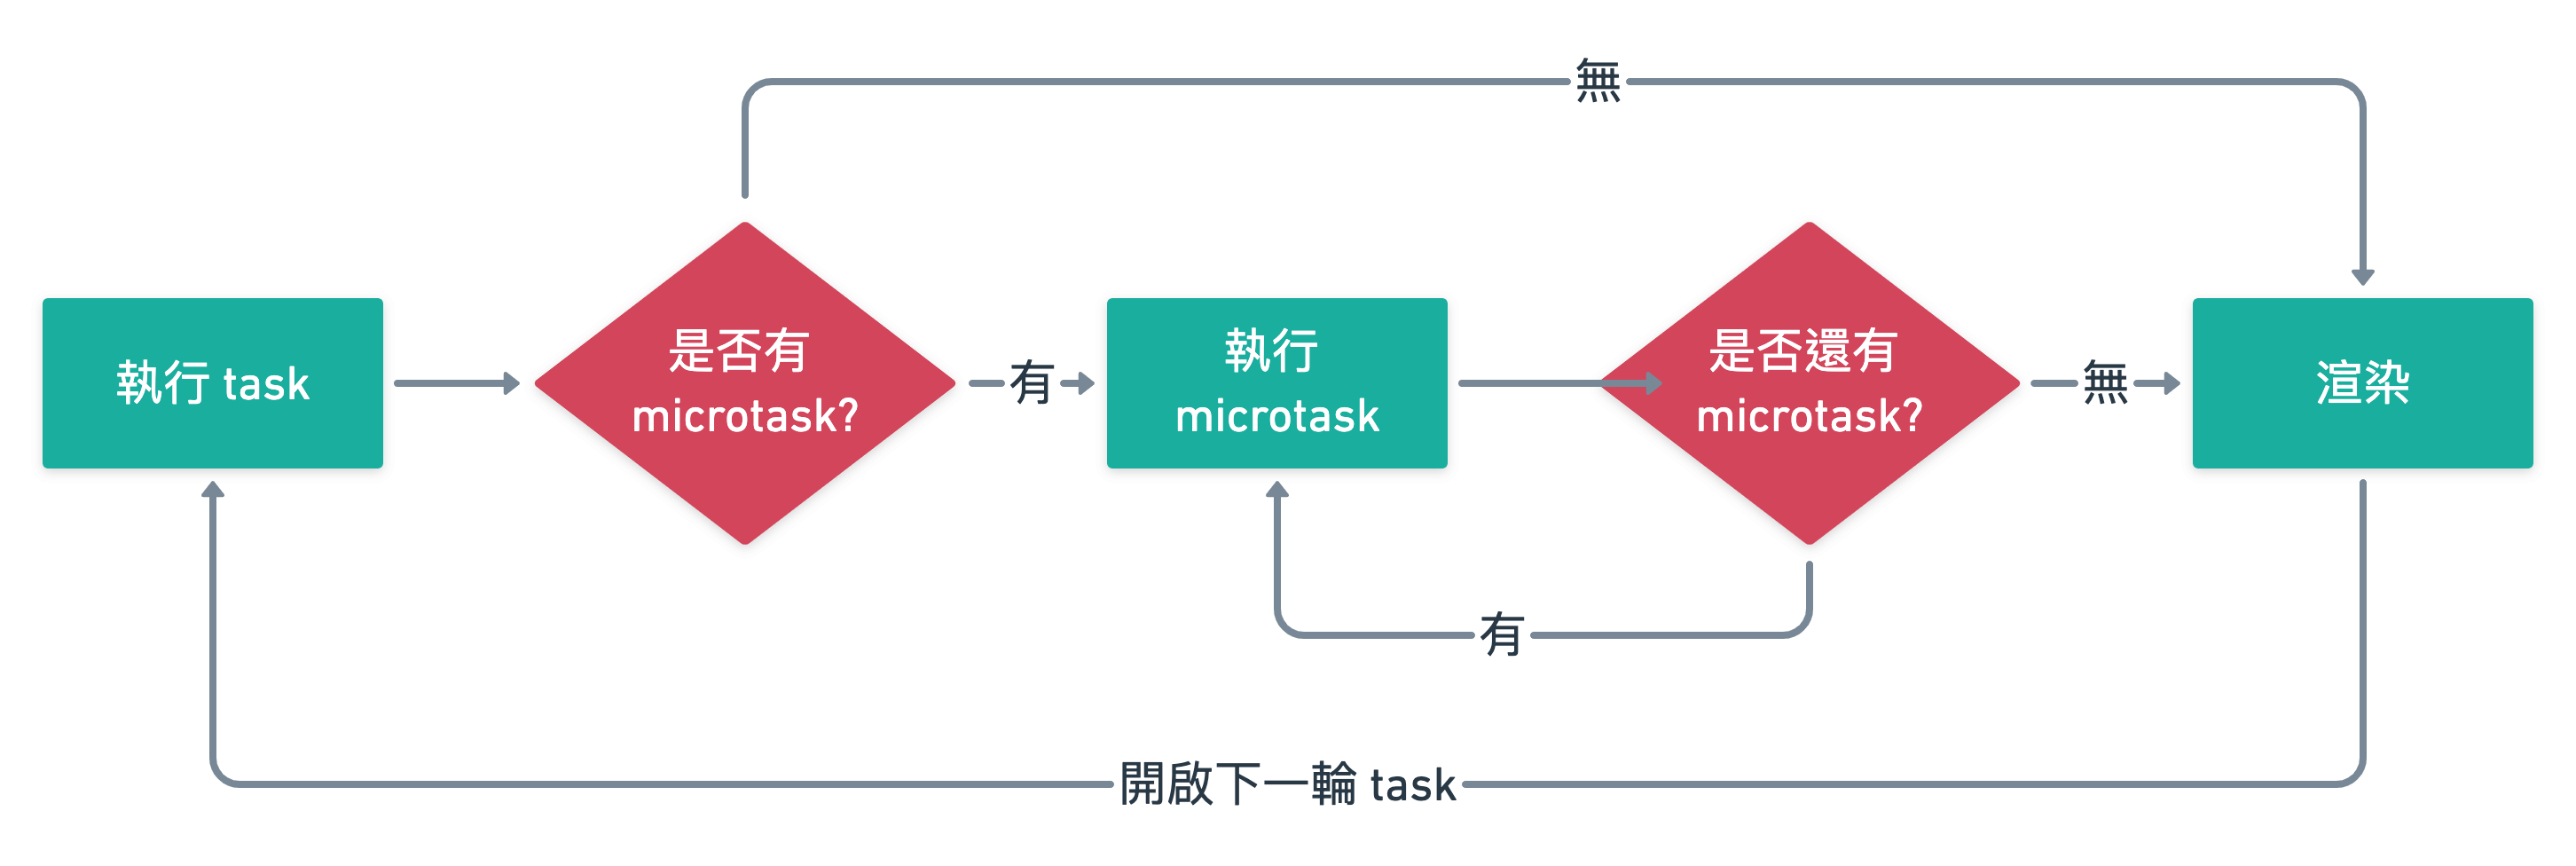 無
執行 task
是否有
microtask?
有
執行
microtask
是否還有
microtask?
無
渲染
有
開啟下一輪 task